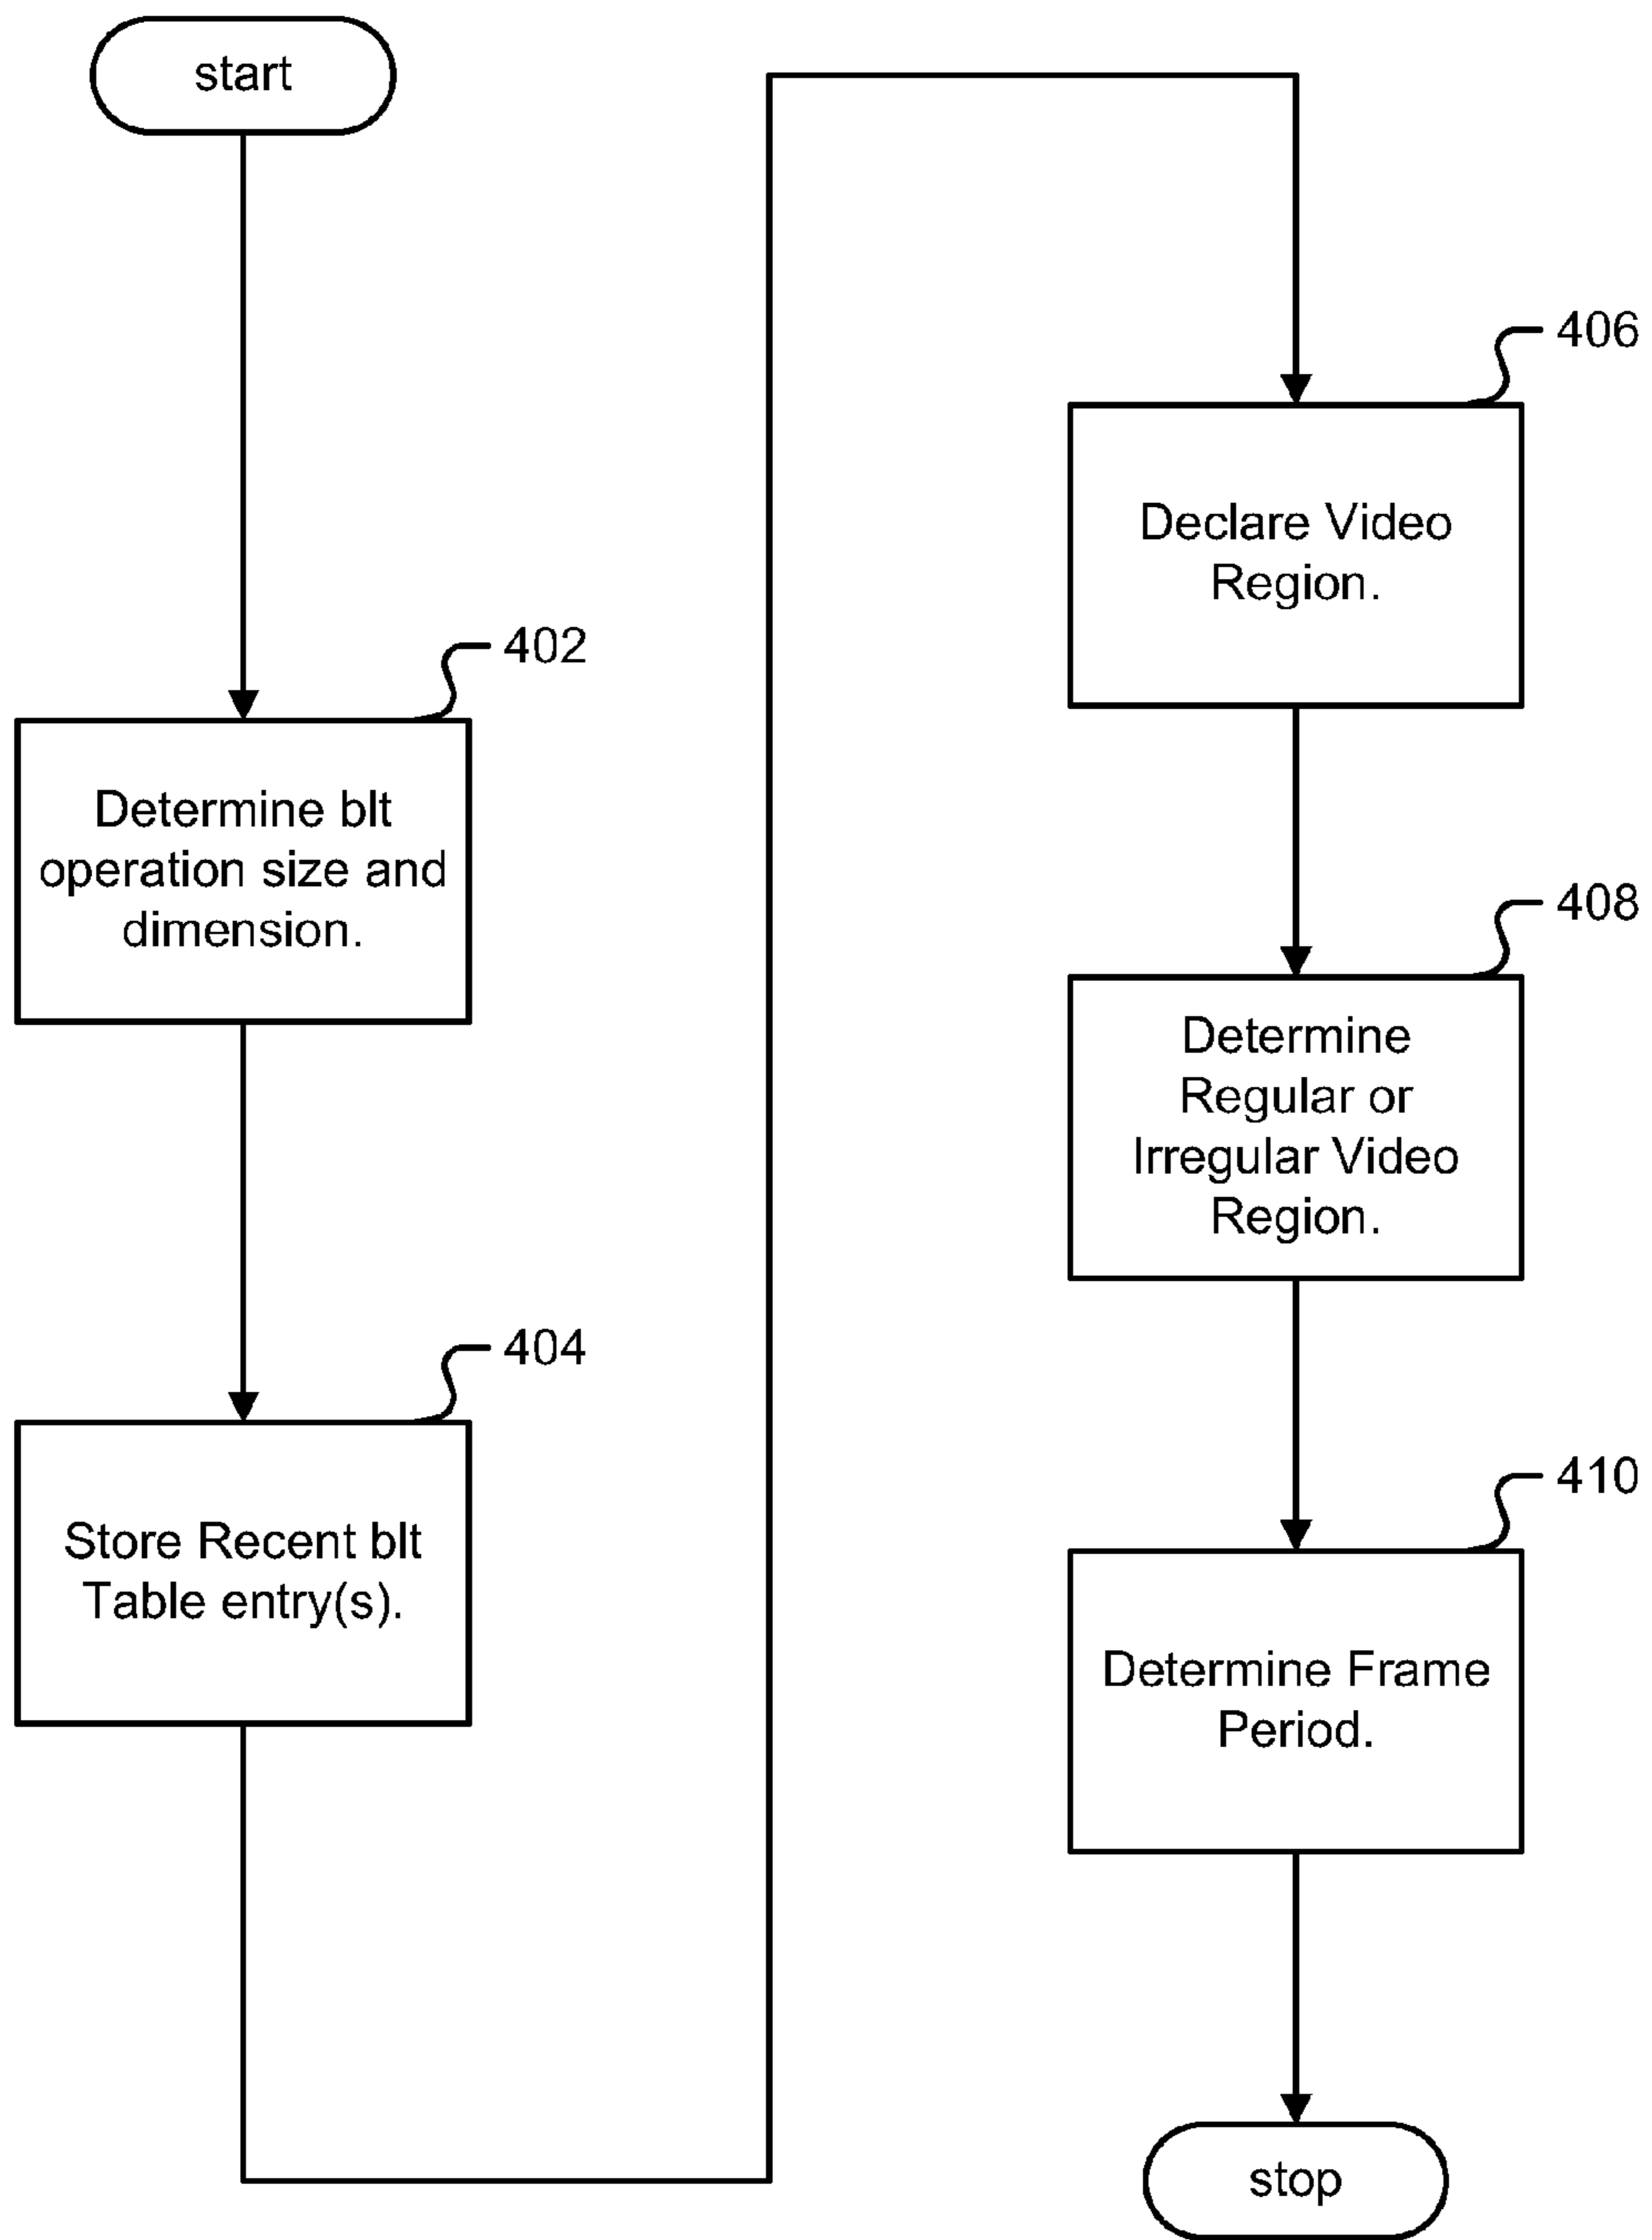 start
402
Determine blt
operation size and
dimension.
404
Store Recent blt
Table entry(s).
406
Declare Video
Region.
408
Determine
Regular or
Irregular Video
Region.
410
Determine Frame
Period.
stop